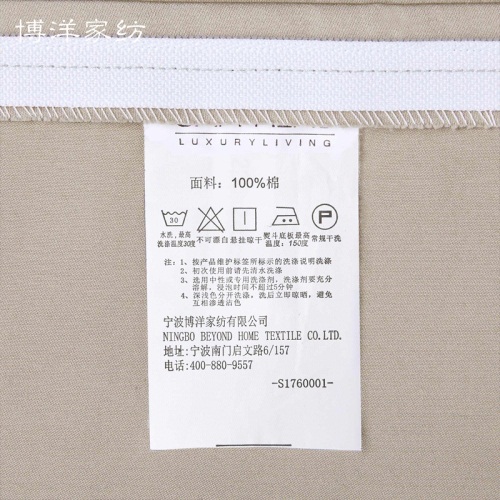 博洋家纺
LUXURYLIVING
面料：100%棉
30
P
水洗，最高
洗涤温度30度
不可漂白
悬挂晾干
熨斗底板最高
温度：150度
常规干洗
注：1、按产品维护标签所标示的洗涤说明洗涤
2、初次使用前请先清水洗涤
3、选用中性或专用洗涤剂，洗涤剂要充分
溶解，浸泡时间不超过5分钟
4、深浅色分开洗涤，洗后立即晾晒，避免
互相渗透沾色
宁波博洋家纺有限公司
NINGBO BEYOND HOME TEXTILE CO.LTD.
地址：宁波南门启文路6/157
电话：400-880-9557
-S1760001-